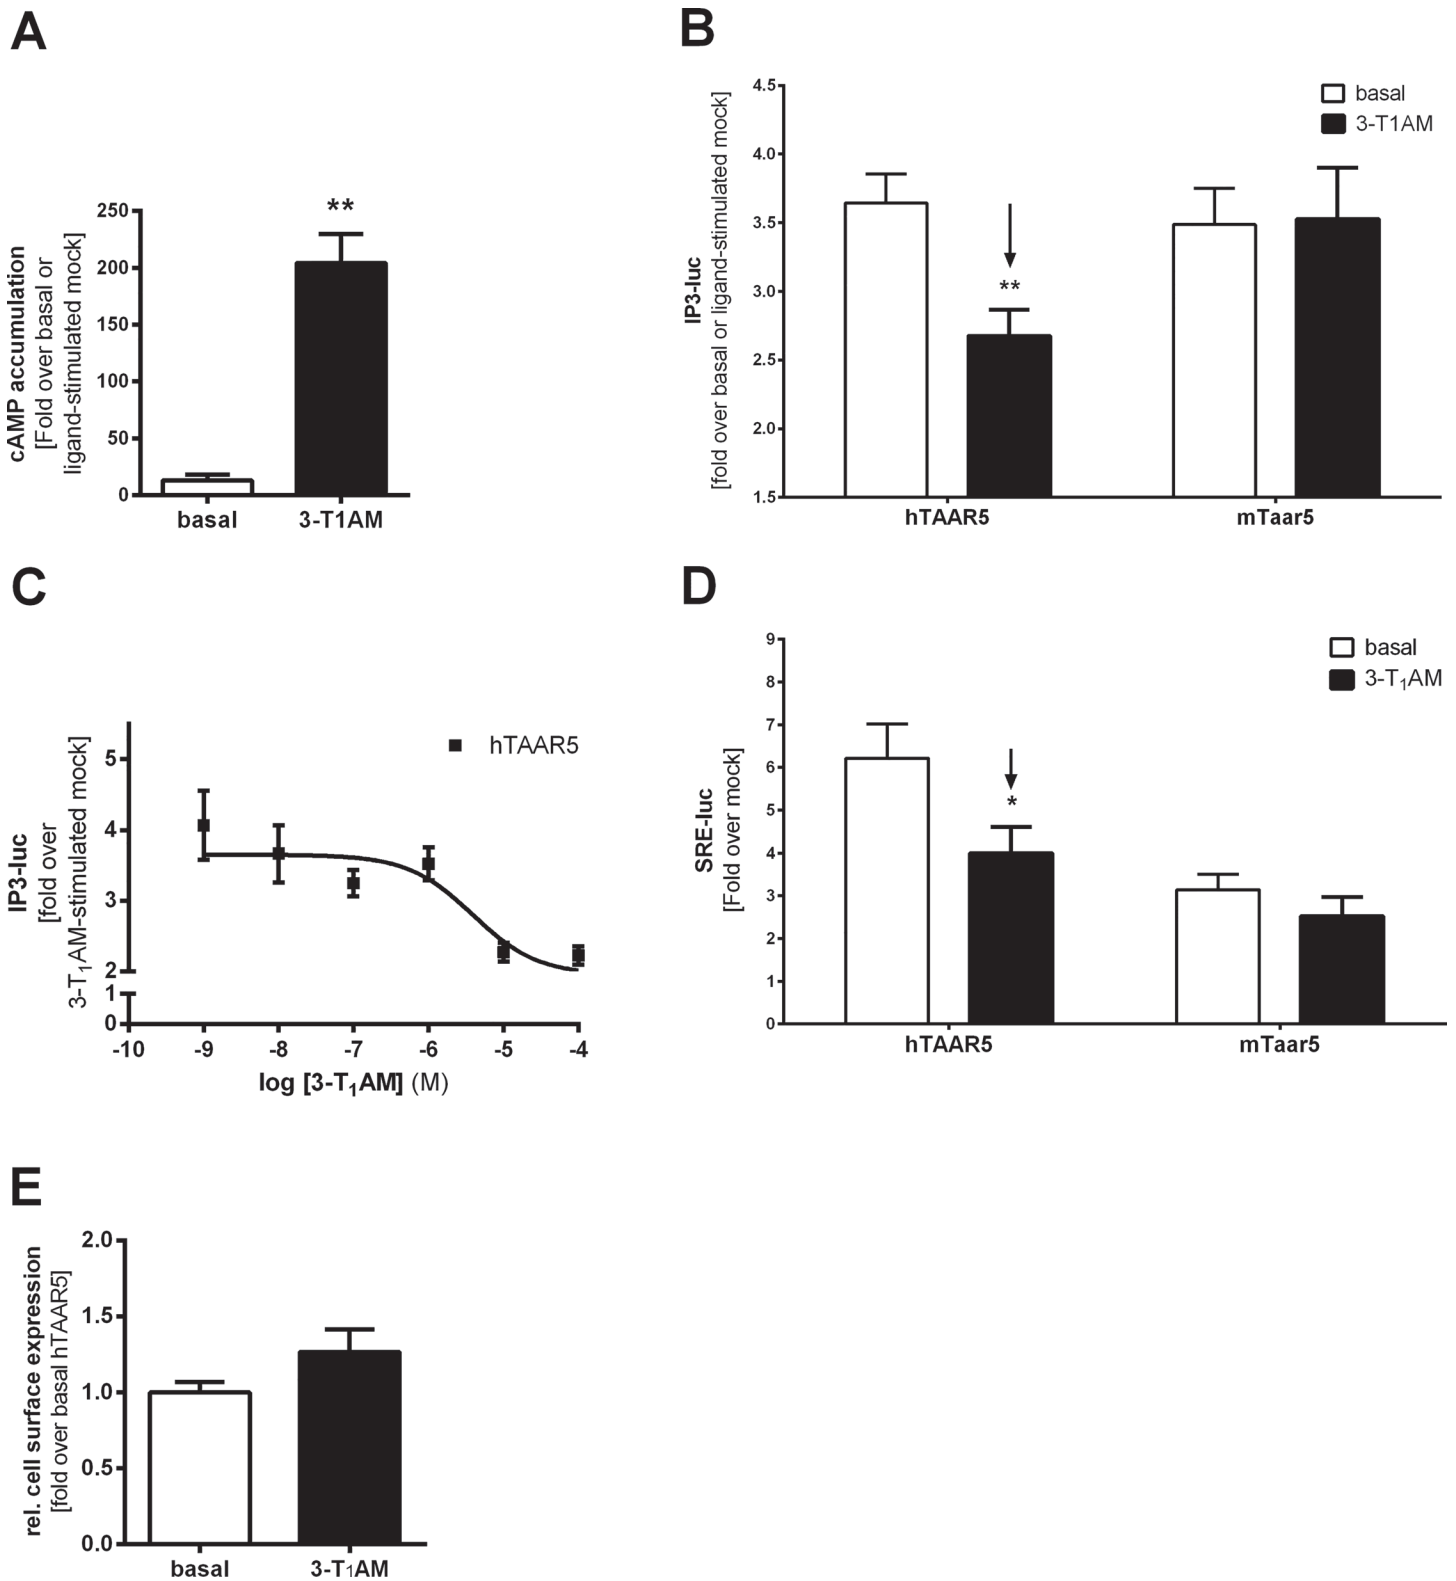 A
cAMP accumulation
[Fold over basal or
ligand-stimulated mock]
250
200
150
100
50
0
**
basal
3-T1AM
B
IP3-luc
[fold over basal or ligand-stimulated mock]
4.5
4.0
3.5
3.0
2.5
2.0
1.5
basal
3-T1AM
**
hTAAR5
mTaar5
C
IP3-luc
[fold over
3-T₁AM-stimulated mock]
5
4
3
2
1
0
hTAAR5
-10 -9 -8 -7 -6 -5 -4
log [3-T₁AM] (M)
D
SRE-luc
[Fold over mock]
9
8
7
6
5
4
3
2
1
0
basal
3-T₁AM
*
hTAAR5
mTaar5
E
rel. cell surface expression
[fold over basal hTAAR5]
2.0
1.5
1.0
0.5
0.0
basal
3-T₁AM